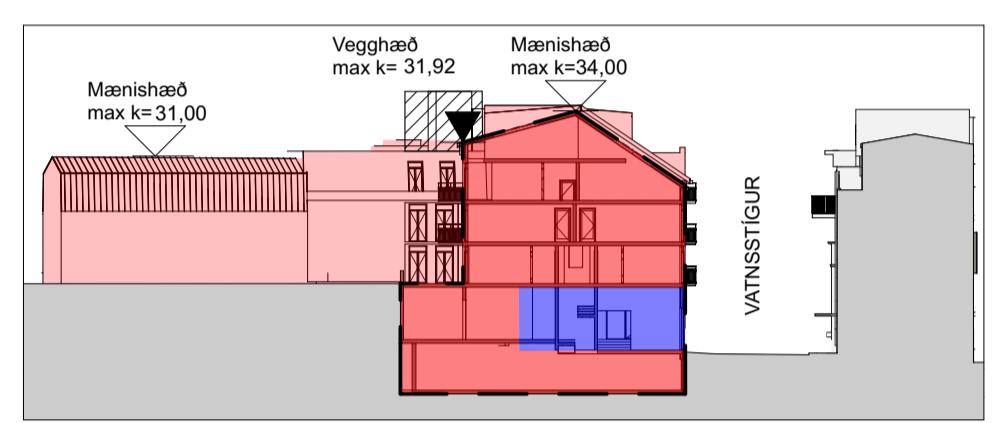 Mænishæð
max k=31,00
Vegghæð
max k= 31,92
Mænishæð
max k=34,00
VATNSSTÍGUR